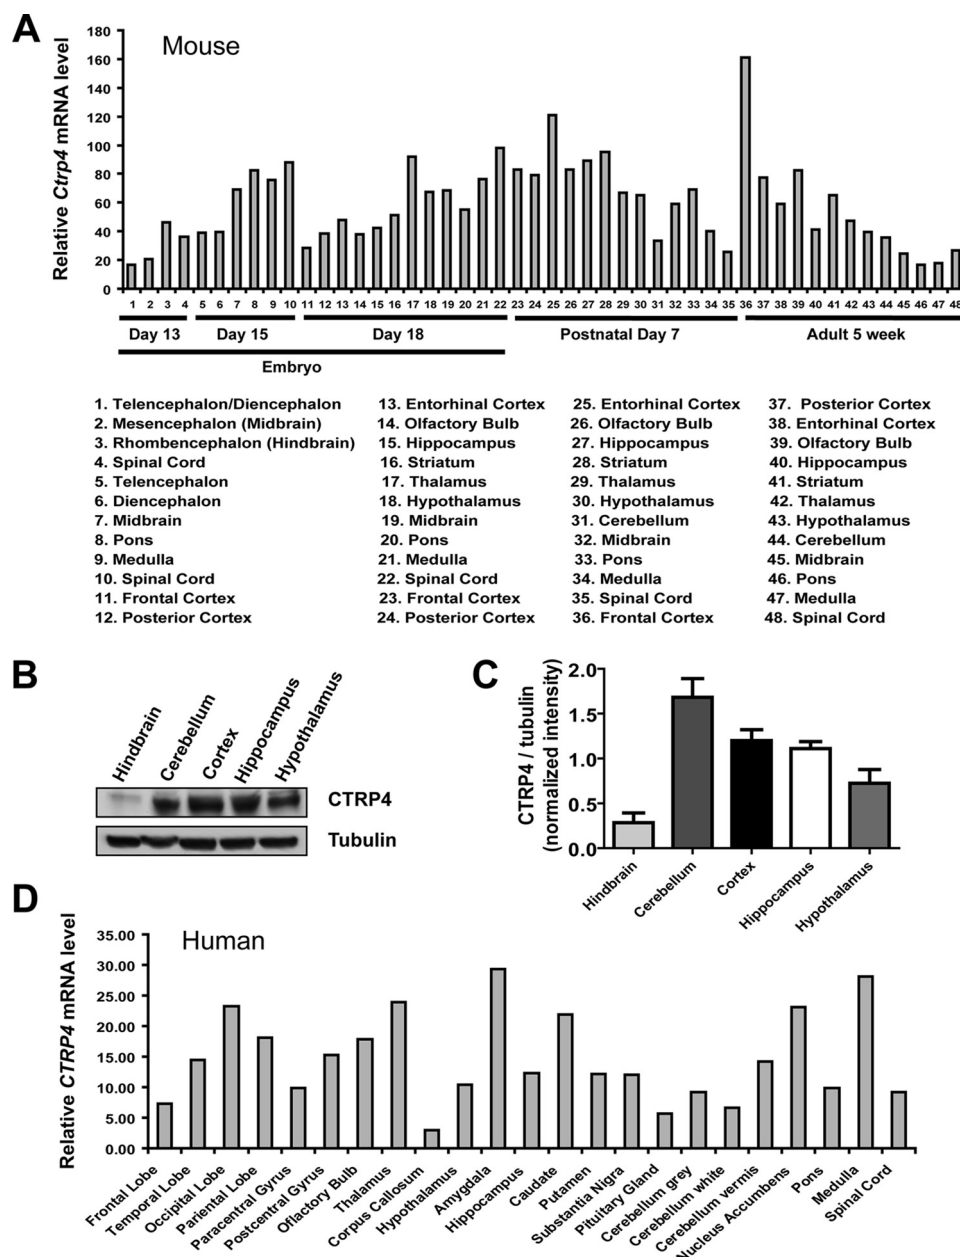 A
Mouse
Relative Ctrp4 mRNA level
180
160
140
120
100
80
60
40
20
0
1 2 3 4 5 6 7 8 9 10 11 12 13 14 15 16 17 18 19 20 21 22 23 24 25 26 27 28 29 30 31 32 33 34 35 36 37 38 39 40 41 42 43 44 45 46 47 48
Day 13 Day 15 Day 18 Postnatal Day 7 Adult 5 week
Embryo
1. Telencephalon/Diencephalon
2. Mesencephalon (Midbrain)
3. Rhombencephalon (Hindbrain)
4. Spinal Cord
5. Telencephalon
6. Diencephalon
7. Midbrain
8. Pons
9. Medulla
10. Spinal Cord
11. Frontal Cortex
12. Posterior Cortex
13. Entorhinal Cortex
14. Olfactory Bulb
15. Hippocampus
16. Striatum
17. Thalamus
18. Hypothalamus
19. Midbrain
20. Pons
21. Medulla
22. Spinal Cord
23. Frontal Cortex
24. Posterior Cortex
25. Entorhinal Cortex
26. Olfactory Bulb
27. Hippocampus
28. Striatum
29. Thalamus
30. Hypothalamus
31. Cerebellum
32. Midbrain
33. Pons
34. Medulla
35. Spinal Cord
36. Frontal Cortex
37. Posterior Cortex
38. Entorhinal Cortex
39. Olfactory Bulb
40. Hippocampus
41. Striatum
42. Thalamus
43. Hypothalamus
44. Cerebellum
45. Midbrain
46. Pons
47. Medulla
48. Spinal Cord
B
Hindbrain
Cerebellum
Cortex
Hippocampus
Hypothalamus
CTRP4
Tubulin
C
CTRP4 / tubulin
(normalized intensity)
2.0
1.5
1.0
0.5
0.0
Hindbrain
Cerebellum
Cortex
Hippocampus
Hypothalamus
D
Human
Relative CTRP4 mRNA level
35.00
30.00
25.00
20.00
15.00
10.00
5.00
0.00
Frontal Lobe
Temporal Lobe
Occipital Lobe
Pariental Lobe
Paracentral Gyrus
Postcentral Gyrus
Oflactory Bulb
Thalamus
Corpus Callosum
Hypothalamus
Amygdala
Hippocampus
Caudate
Putamen
Substantia Nigra
Pituitary Gland
Cerebellum grey
Cerebellum white
Cerebellum vermis
Nucleus Accumbens
Pons
Medulla
Spinal Cord